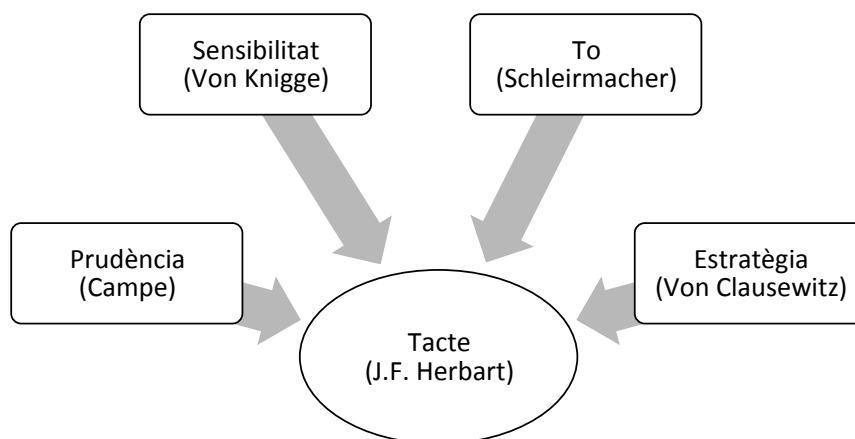 Sensibilitat
(Von Knigge)
To
(Schleirmacher)
Prudència
(Campe)
Estratègia
(Von Clausewitz)
Tacte
(J.F. Herbart)